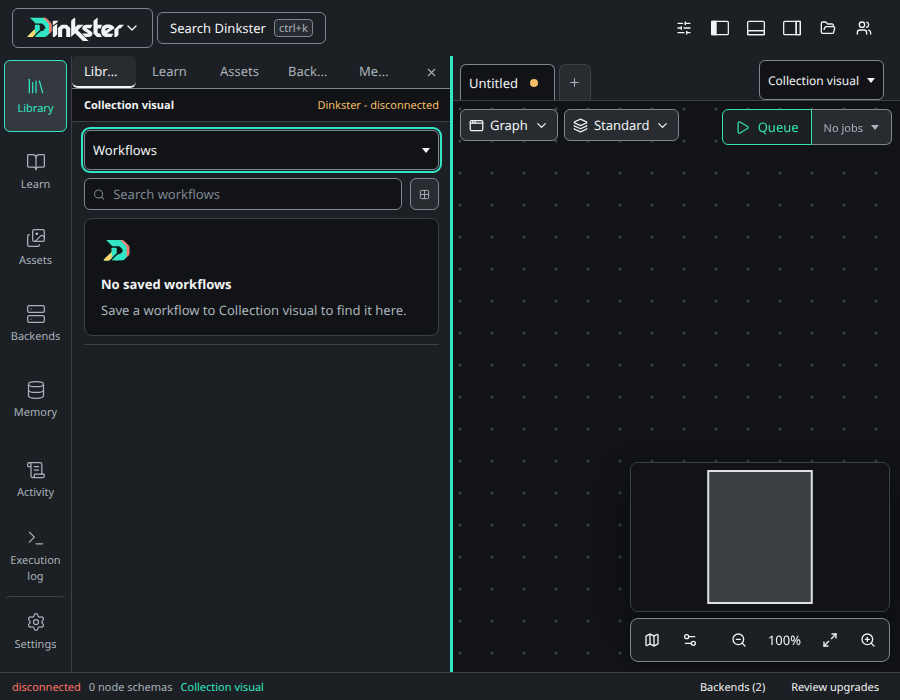 Dinkster
Search Dinkster ctrl+k
Libr... Learn Assets Back... Me...
Untitled
Collection visual
Library
Collection visual Dinkster - disconnected
Workflows
Graph Standard Queue No jobs
Learn
Search workflows
Assets
No saved workflows
Save a workflow to Collection visual to find it here.
Backends
Memory
Activity
Execution
log
Settings
100%
disconnected 0 node schemas Collection visual Backends (2) Review upgrades